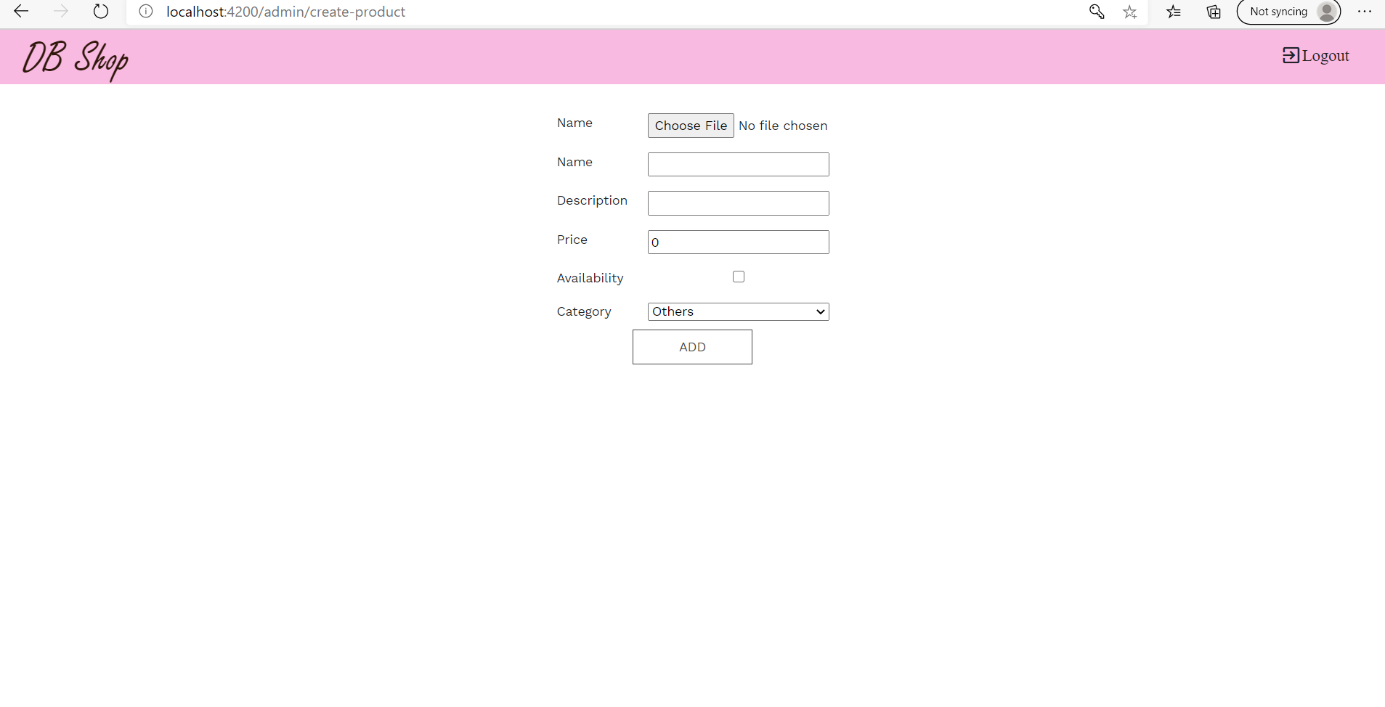 localhost:4200/admin/create-product Not syncing
DB Shop Logout
Name Choose File No file chosen
Name
Description
Price 0
Availability
Category Others
ADD